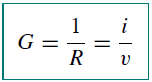 G = 1/R = i/v